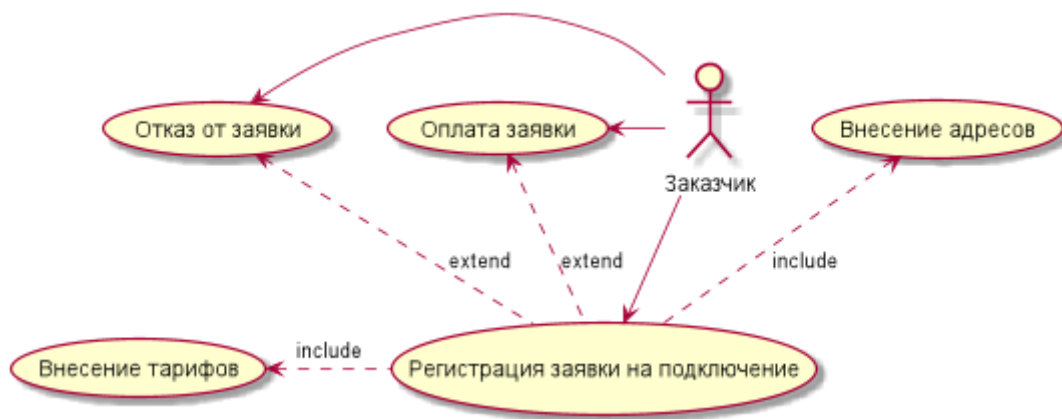 Отказ от заявки
Оплата заявки
Внесение адресов
Заказчик
extend
extend
include
include
Внесение тарифов
Регистрация заявки на подключение